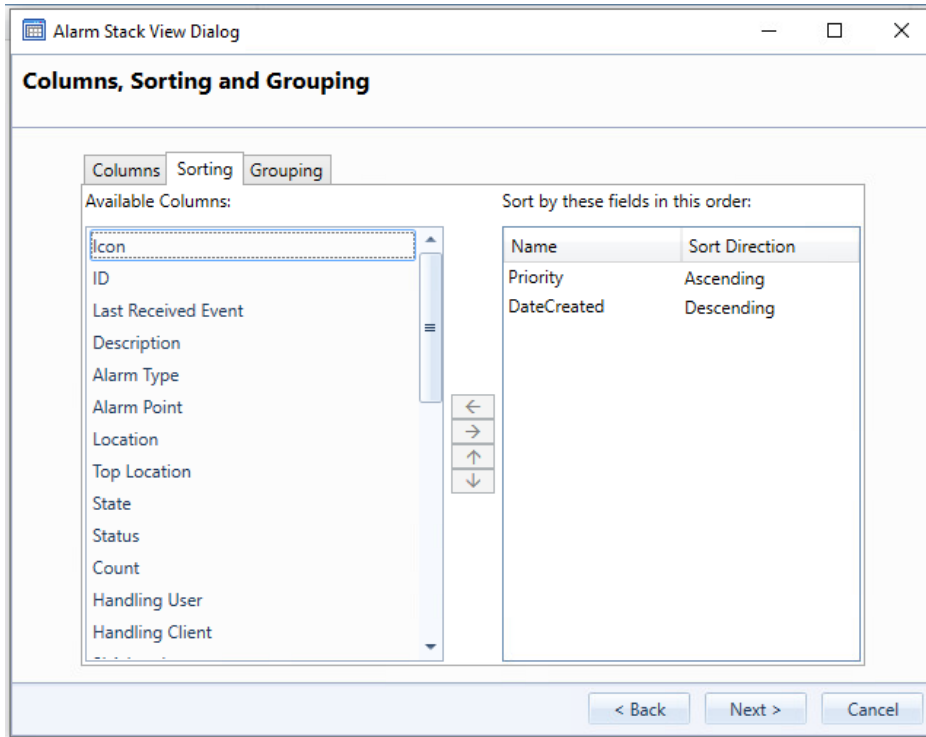 Alarm Stack View Dialog
Columns, Sorting and Grouping
Columns Sorting Grouping
Available Columns:
Icon
ID
Last Received Event
Description
Alarm Type
Alarm Point
Location
Top Location
State
Status
Count
Handling User
Handling Client
Sort by these fields in this order:
Name Sort Direction
Priority Ascending
DateCreated Descending
< Back Next > Cancel